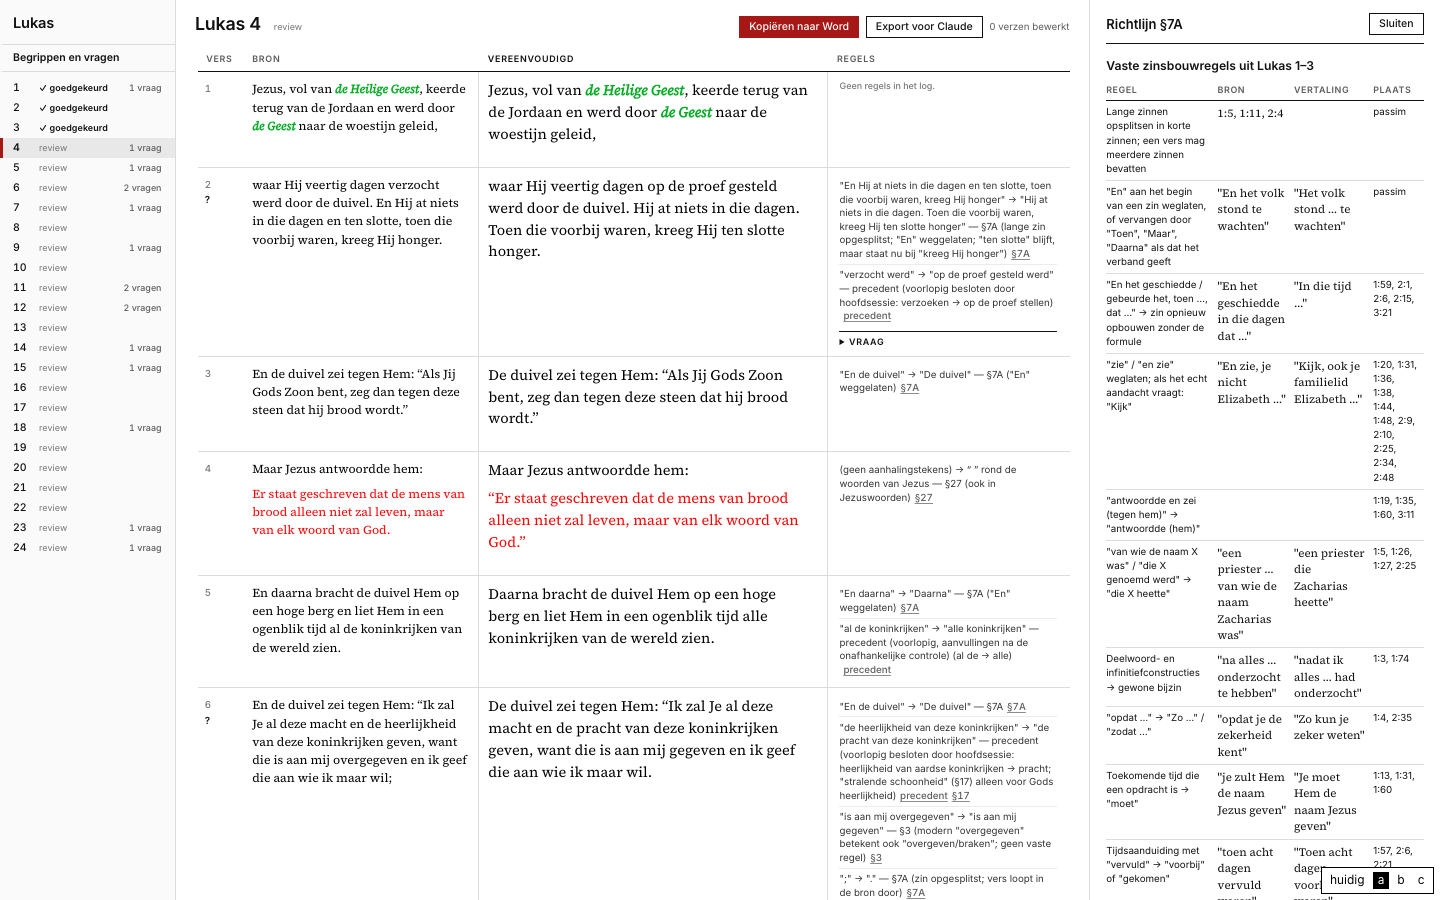 Lukas
Begrippen en vragen
1 ✓ goedgekeurd 1 vraag
2 ✓ goedgekeurd
3 ✓ goedgekeurd
4 review 1 vraag
5 review 1 vraag
6 review 2 vragen
7 review 1 vraag
8 review
9 review 1 vraag
10 review
11 review 2 vragen
12 review 2 vragen
13 review
14 review 1 vraag
15 review 1 vraag
16 review
17 review
18 review 1 vraag
19 review
20 review
21 review
22 review
23 review 1 vraag
24 review 1 vraag
Lukas 4 review
Kopiëren naar Word
Export voor Claude
0 verzen bewerkt
VERS BRON VEREENVOUDIGD REGELS
1
Jezus, vol van de Heilige Geest, keerde
terug van de Jordaan en werd door
de Geest naar de woestijn geleid,
Jezus, vol van de Heilige Geest, keerde terug van
de Jordaan en werd door de Geest naar de
woestijn geleid,
Geen regels in het log.
2
?
waar Hij veertig dagen verzocht
werd door de duivel. En Hij at niets
in die dagen en ten slotte, toen die
voorbij waren, kreeg Hij honger.
waar Hij veertig dagen op de proef gesteld
werd door de duivel. Hij at niets in die dagen.
Toen die voorbij waren, kreeg Hij ten slotte
honger.
"En Hij at niets in die dagen en ten slotte, toen
die voorbij waren, kreeg Hij honger" → "Hij at
niets in die dagen. Toen die voorbij waren,
kreeg Hij ten slotte honger" — §7A (lange zin
opgesplitst; "En" weggelaten; "ten slotte" blijft,
maar staat nu bij "kreeg Hij honger") §7A
"verzocht werd" → "op de proef gesteld werd"
— precedent (voorlopig besloten door
hoofdsessie: verzoeken → op de proef stellen)
precedent
▶ VRAAG
3
En de duivel zei tegen Hem: “Als Jij
Gods Zoon bent, zeg dan tegen deze
steen dat hij brood wordt.”
De duivel zei tegen Hem: “Als Jij Gods Zoon
bent, zeg dan tegen deze steen dat hij brood
wordt.”
"En de duivel" → "De duivel" — §7A ("En"
weggelaten) §7A
4
Maar Jezus antwoordde hem:
Er staat geschreven dat de mens van
brood alleen niet zal leven, maar
van elk woord van God.
Maar Jezus antwoordde hem:
“Er staat geschreven dat de mens van brood
alleen niet zal leven, maar van elk woord van
God.”
(geen aanhalingstekens) → “ ” rond de
woorden van Jezus — §27 (ook in
Jezuswoorden) §27
5
En daarna bracht de duivel Hem op
een hoge berg en liet Hem in een
ogenblik tijd al de koninkrijken van
de wereld zien.
Daarna bracht de duivel Hem op een hoge
berg en liet Hem in een ogenblik tijd alle
koninkrijken van de wereld zien.
"En daarna" → "Daarna" — §7A ("En"
weggelaten) §7A
"al de koninkrijken" → "alle koninkrijken" —
precedent (voorlopig, aanvullingen na de
onafhankelijke controle) (al de → alle)
precedent
6
?
En de duivel zei tegen Hem: “Ik zal
Je al deze macht en de heerlijkheid
van deze koninkrijken geven, want
die is aan mij overgegeven en ik geef
die aan wie ik maar wil;
De duivel zei tegen Hem: “Ik zal Je al deze
macht en de pracht van deze koninkrijken
geven, want die is aan mij gegeven en ik geef
die aan wie ik maar wil.
"En de duivel" → "De duivel" — §7A §7A
"de heerlijkheid van deze koninkrijken" → "de
pracht van deze koninkrijken" — precedent
(voorlopig besloten door hoofdsessie:
heerlijkheid van aardse koninkrijken → pracht;
"stralende schoonheid" (§17) alleen voor Gods
heerlijkheid) precedent §17
"is aan mij overgegeven" → "is aan mij
gegeven" — §3 (modern "overgegeven"
betekent ook "overgeven/braken"; geen vaste
regel) §3
";" → "." — §7A (zin opgesplitst; vers loopt in
de bron door) §7A
Richtlijn §7A
Sluiten
Vaste zinsbouwregels uit Lukas 1–3
REGEL BRON VERTALING PLAATS
Lange zinnen
opsplitsen in korte
zinnen; een vers mag
meerdere zinnen
bevatten
1:5, 1:11, 2:4
passim
"En" aan het begin
van een zin weglaten,
of vervangen door
"Toen", "Maar",
"Daarna" als dat het
verband geeft
"En het volk
stond te
wachten"
"Het volk
stond ... te
wachten"
passim
"En het geschiedde /
gebeurde het, toen ...,
dat ..." → zin opnieuw
opbouwen zonder de
formule
"En het
geschiedde
in die dagen
dat ..."
"In die tijd
..."
1:59, 2:1,
2:6, 2:15,
3:21
"zie" / "en zie"
weglaten; als het echt
aandacht vraagt:
"Kijk"
"En zie, je
nicht
Elizabeth ..."
"Kijk, ook je
familielid
Elizabeth ..."
1:20, 1:31,
1:36,
1:38,
1:44,
1:48, 2:9,
2:10,
2:25,
2:34,
2:48
"antwoordde en zei
(tegen hem)" →
"antwoordde (hem)"
1:19, 1:35,
1:60, 3:11
"van wie de naam X
was" / "die X
genoemd werd" →
"die X heette"
"een
priester ...
van wie de
naam
Zacharias
was"
"een priester
die
Zacharias
heette"
1:5, 1:26,
1:27, 2:25
Deelwoord- en
infinitiefconstructies
→ gewone bijzin
"na alles ...
onderzocht
te hebben"
"nadat ik
alles ... had
onderzocht"
1:3, 1:74
"opdat ..." → "Zo ..." /
"zodat ..."
"opdat je de
zekerheid
kent"
"Zo kun je
zeker weten"
1:4, 2:35
Toekomende tijd die
een opdracht is →
"moet"
"je zult Hem
de naam
Jezus geven"
"Je moet
Hem de
naam Jezus
geven"
1:13, 1:31,
1:60
Tijdsaanduiding met
"vervuld" → "voorbij"
of "gekomen"
"toen acht
dagen
vervuld
"Toen acht
1:57, 2:6,
huidig a b c